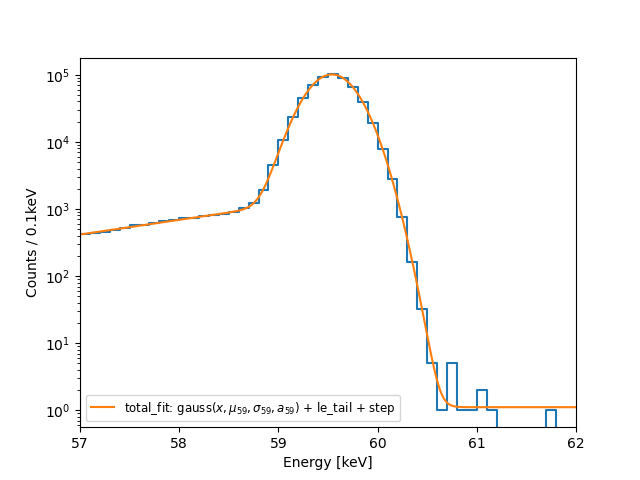 10⁵
10⁴
10³
10²
10¹
10⁰
Counts / 0.1keV
total_fit: gauss(x, μ₅₉, σ₅₉, a₅₉) + le_tail + step
57 58 59 60 61 62
Energy [keV]